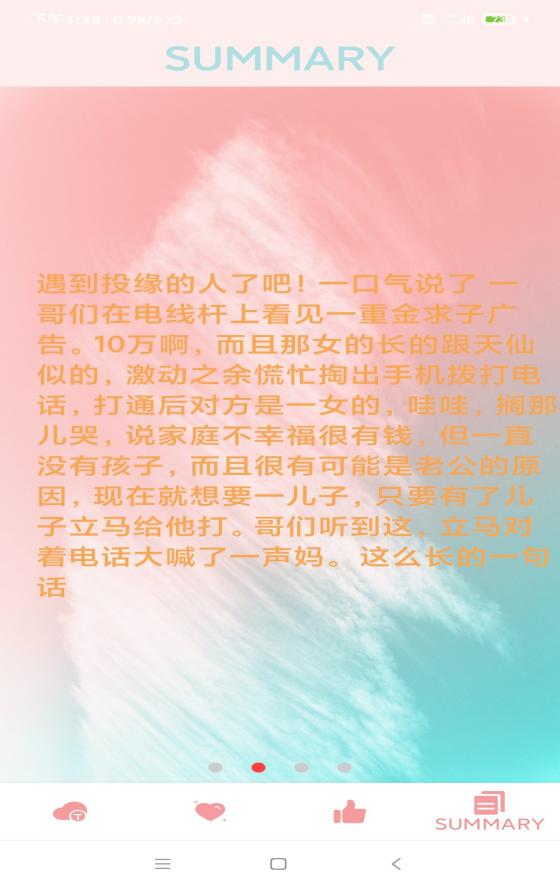 下午1:38 | 0.9K/s
73
SUMMARY
遇到投缘的人了吧！一口气说了 一
哥们在电线杆上看见一重金求子广
告。10万啊，而且那女的长的跟天仙
似的，激动之余慌忙掏出手机拨打电
话，打通后对方是一女的，哇哇，搁那
儿哭，说家庭不幸福很有钱，但一直
没有孩子，而且很有可能是老公的原
因，现在就想要一儿子，只要有了儿
子立马给他打。哥们听到这，立马对
着电话大喊了一声妈。 这么长的一句
话
SUMMARY